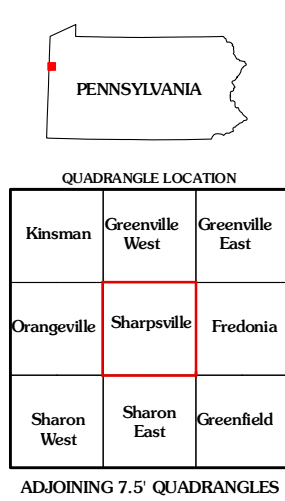 PENNSYLVANIA
QUADRANGLE LOCATION
Kinsman
Greenville
West
Greenville
East
Orangeville
Sharpsville
Fredonia
Sharon
West
Sharon
East
Greenfield
ADJOINING 7.5' QUADRANGLES